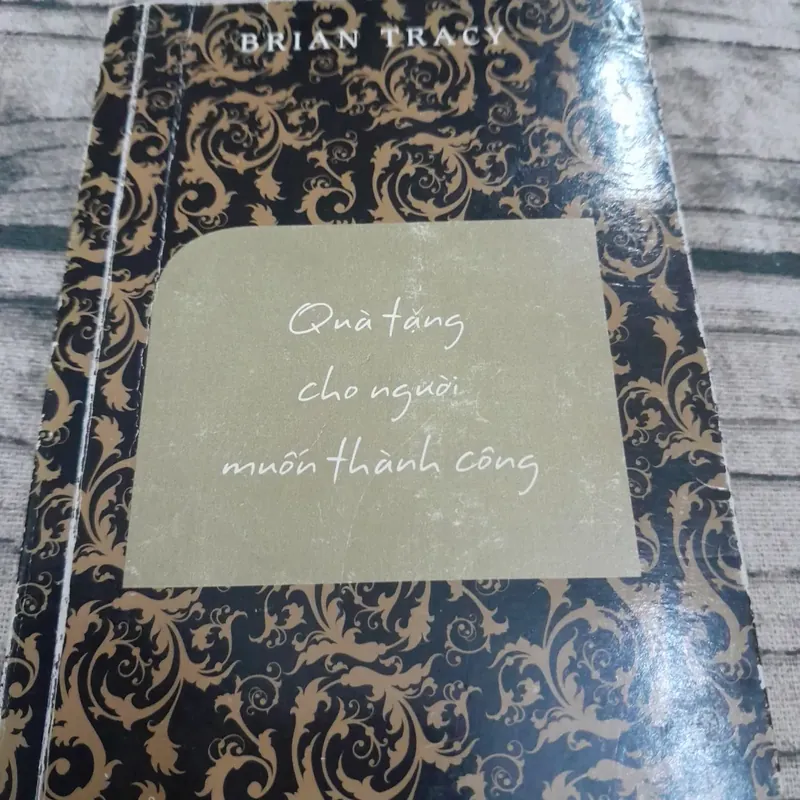 BRIAN TRACY
Quà tặng
cho người
muốn thành công